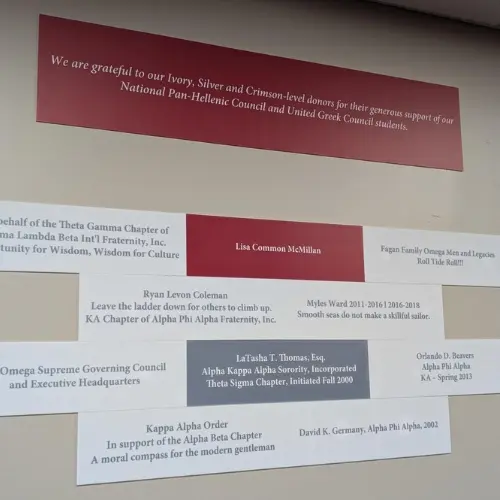 We are grateful to our Ivory, Silver and Crimson-level donors for their generous support of our
National Pan-Hellenic Council and United Greek Council students.
behalf of the Theta Gamma Chapter of
ma Lambda Beta Int'l Fraternity, Inc.
tunity for Wisdom, Wisdom for Culture
Lisa Common McMillan
Fagan Family Omega Men and Legacies
Roll Tide Roll!!!
Ryan Levon Coleman
Leave the ladder down for others to climb up.
KA Chapter of Alpha Phi Alpha Fraternity, Inc.
Myles Ward 2011-2016 I 2016-2018
Smooth seas do not make a skillful sailor.
Omega Supreme Governing Council
and Executive Headquarters
LaTasha T. Thomas, Esq.
Alpha Kappa Alpha Sorority, Incorporated
Theta Sigma Chapter, Initiated Fall 2000
Orlando D. Beavers
Alpha Phi Alpha
KA - Spring 2013
Kappa Alpha Order
In support of the Alpha Beta Chapter
A moral compass for the modern gentleman
David K. Germany, Alpha Phi Alpha, 2002